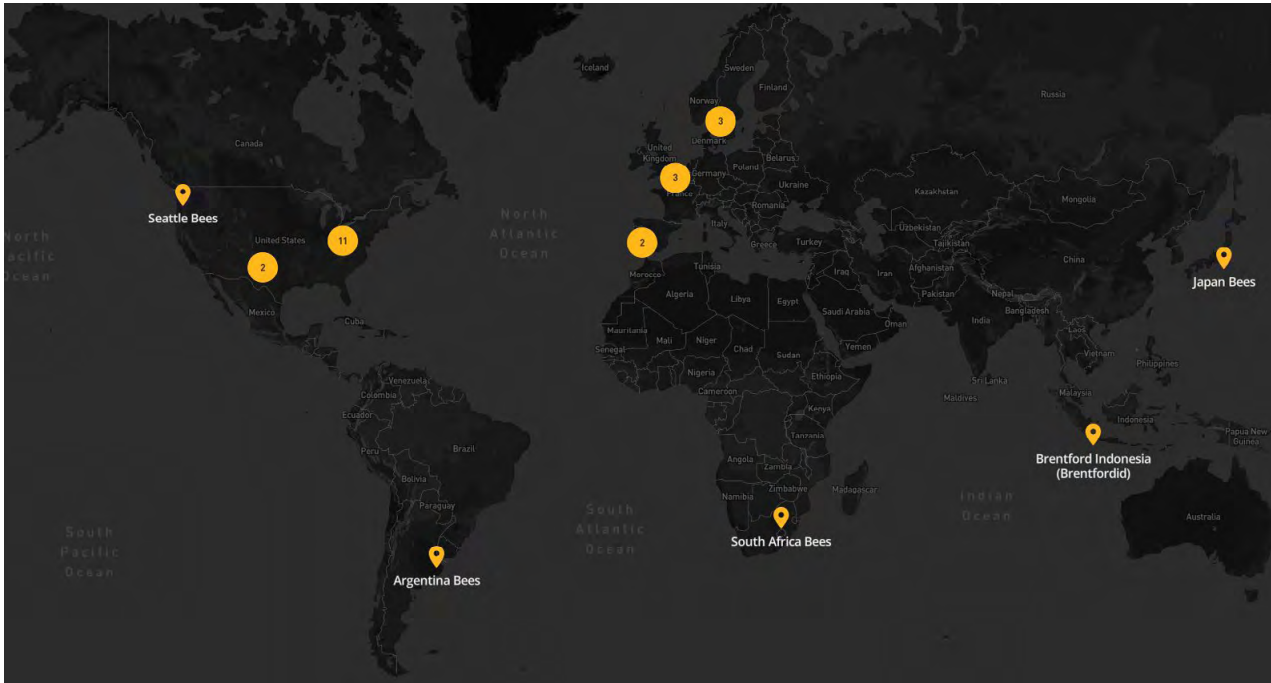 Iceland
Sweden
Finland
Norway
Russia
3
Canada
Denmark
United
Kingdom
Belarus
Poland
Germany
3
France
Ukraine
Kazakhstan
Mongolia
Romania
Seattle Bees
North
Atlantic
Ocean
North
Pacific
Ocean
United States
11
2
2
Italy
Greece
Turkey
Uzbekistan
Tajikistan
China
Japan Bees
Morocco
Tunisia
Iraq
Iran
Afghanistan
Pakistan
Nepal
Bangladesh
Algeria
Libya
Egypt
Saudi Arabia
Oman
India
Mexico
Cuba
Mauritania
Mali
Niger
Chad
Sudan
Yemen
Laos
Vietnam
Philippines
Senegal
Nigeria
Cameroon
Ethiopia
Sri Lanka
Maldives
Malaysia
Venezuela
Colombia
Ecuador
Kenya
Tanzania
Indonesia
Papua New
Guinea
Peru
Brazil
Bolivia
Paraguay
Angola
Zambia
Zimbabwe
Namibia
Madagascar
Brentford Indonesia
(Brentfordid)
Indian
Ocean
Australia
South
Pacific
Ocean
South
Atlantic
Ocean
South Africa Bees
Argentina Bees